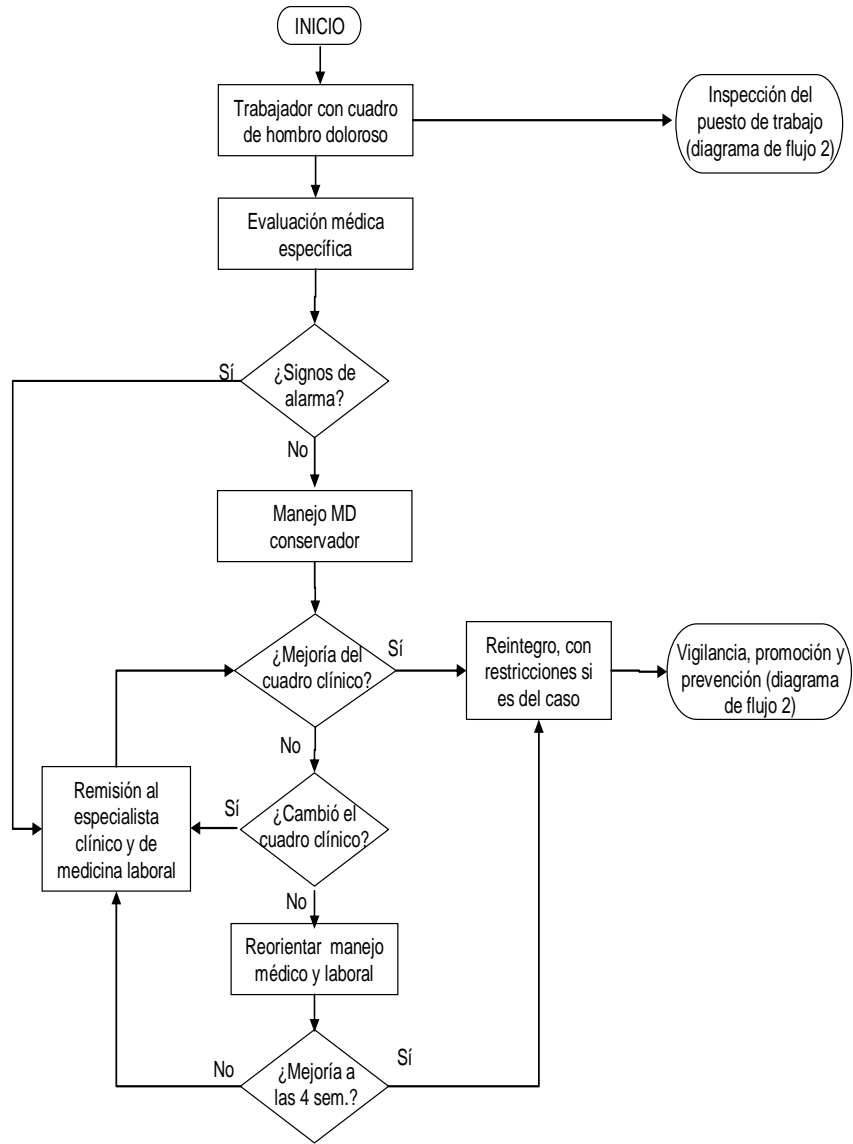 INICIO
Trabajador con cuadro
de hombro doloroso
Inspección del
puesto de trabajo
(diagrama de flujo 2)
Evaluación médica
específica
Sí
¿Signos de
alarma?
No
Manejo MD
conservador
¿Mejoría del
cuadro clínico?
Sí
Reintegro, con
restricciones si
es del caso
Vigilancia, promoción y
prevención (diagrama
de flujo 2)
No
Remisión al
especialista
clínico y de
medicina laboral
Sí
¿Cambió el
cuadro clínico?
No
Reorientar manejo
médico y laboral
No
¿Mejoría a
las 4 sem.?
Sí